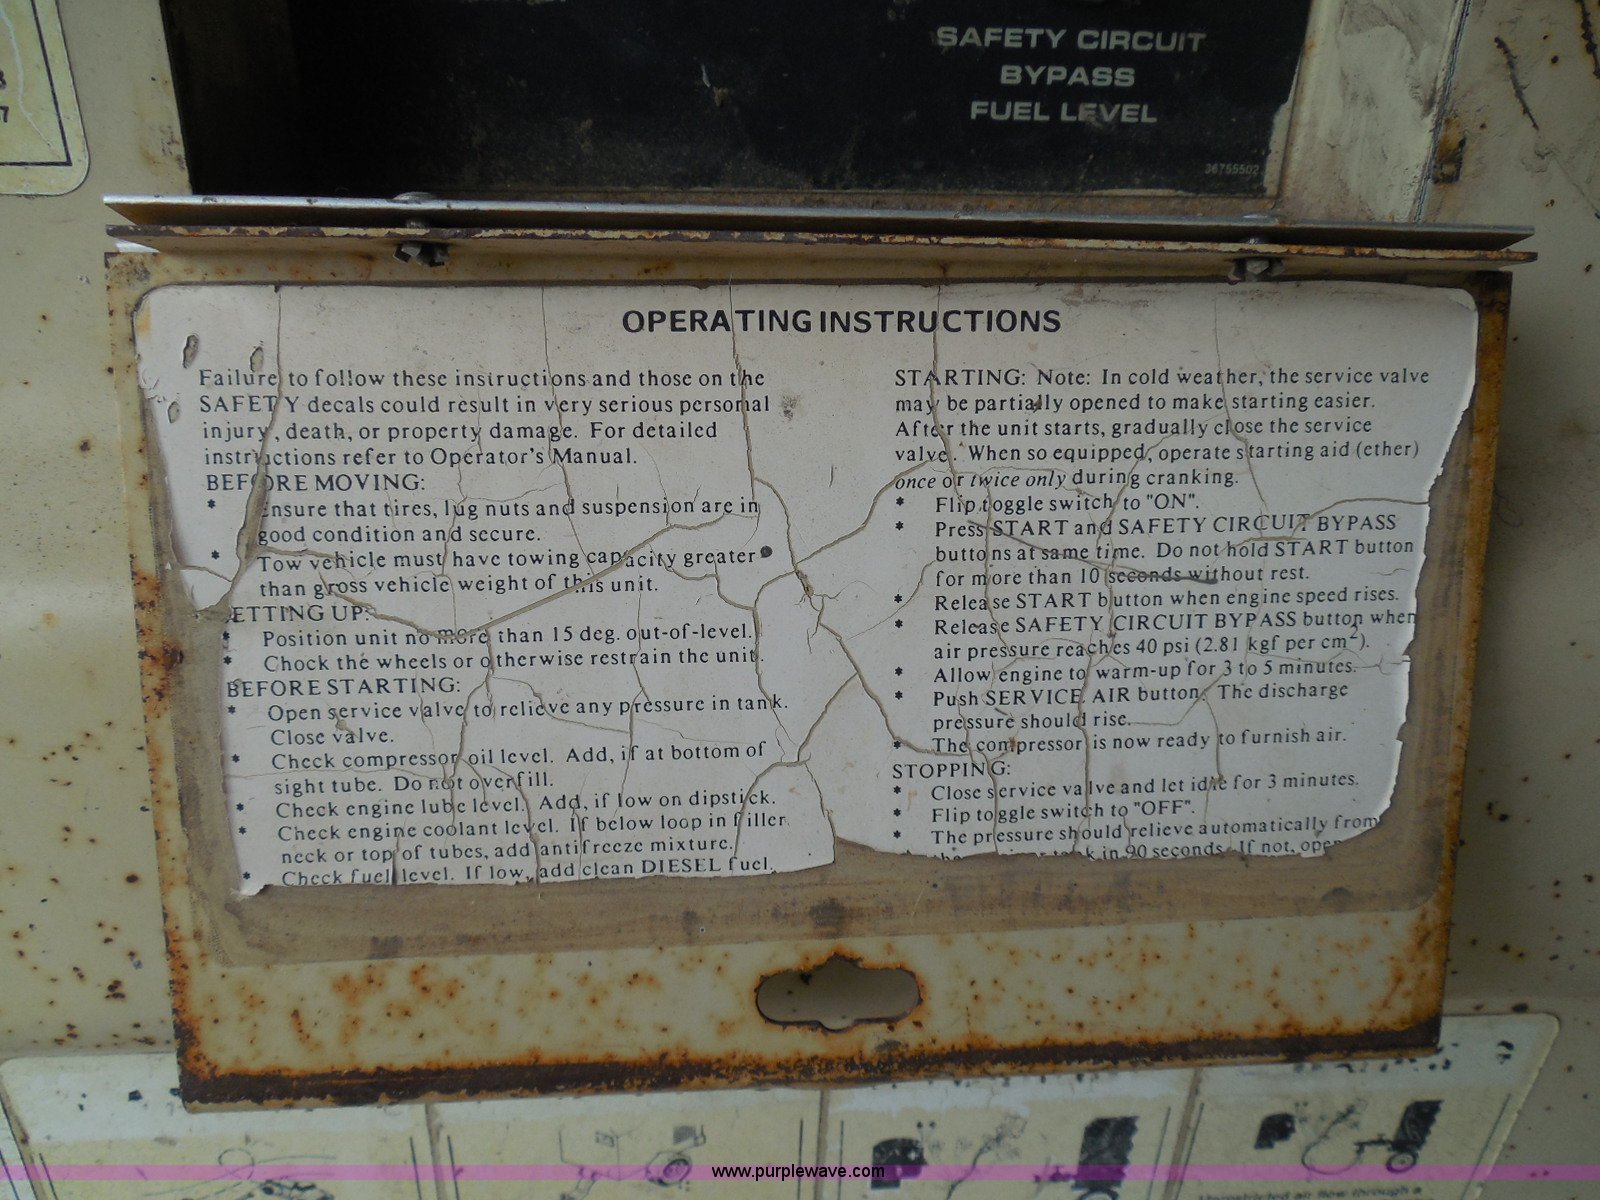 SAFETY CIRCUIT
BYPASS
FUEL LEVEL
36755502
OPERATING INSTRUCTIONS
Failure to follow these instructions and those on the
SAFETY decals could result in very serious personal
injury, death, or property damage. For detailed
instructions refer to Operator's Manual.
BEFORE MOVING:
* Ensure that tires, lug nuts and suspension are in
good condition and secure.
* Tow vehicle must have towing capacity greater
than gross vehicle weight of this unit.
ETTING UP:
* Position unit no more than 15 deg. out-of-level.
* Chock the wheels or otherwise restrain the unit.
BEFORE STARTING:
* Open service valve to relieve any pressure in tank.
Close valve.
* Check compressor oil level. Add, if at bottom of
sight tube. Do not overfill.
* Check engine lube level. Add, if low on dipstick.
* Check engine coolant level. If below loop in filler
neck or top of tubes, add antifreeze mixture.
* Check fuel level. If low, add clean DIESEL fuel.
STARTING: Note: In cold weather, the service valve
may be partially opened to make starting easier.
After the unit starts, gradually close the service
valve. When so equipped, operate starting aid (ether)
once or twice only during cranking.
* Flip toggle switch to "ON".
* Press START and SAFETY CIRCUIT BYPASS
buttons at same time. Do not hold START button
for more than 10 seconds without rest.
* Release START button when engine speed rises.
* Release SAFETY CIRCUIT BYPASS button when
air pressure reaches 40 psi (2.81 kgf per cm²).
* Allow engine to warm-up for 3 to 5 minutes.
* Push SERVICE AIR button. The discharge
pressure should rise.
* The compressor is now ready to furnish air.
STOPPING:
* Close service valve and let idle for 3 minutes.
* Flip toggle switch to "OFF".
* The pressure should relieve automatically from
tank in 90 seconds. If not, open
www.purplewave.com